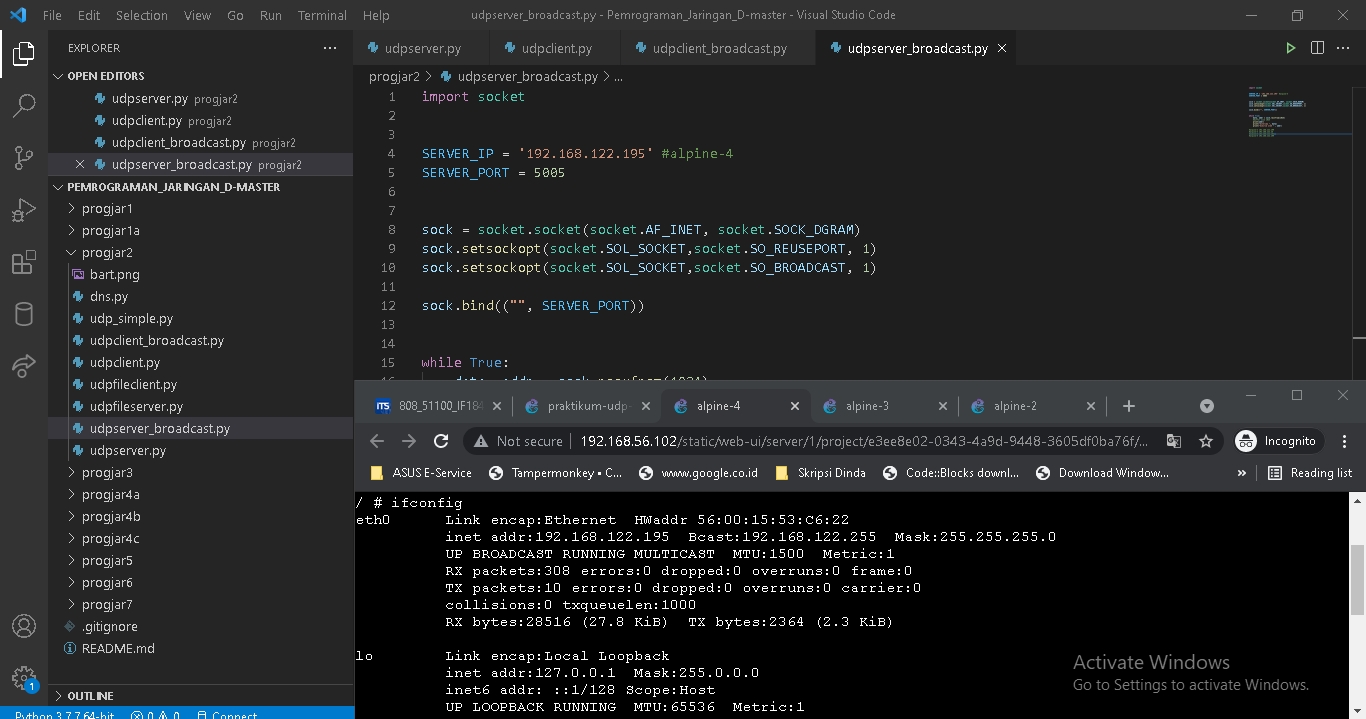 File Edit Selection View Go Run Terminal Help
udpserver_broadcast.py - Pemrograman_Jaringan_D-master - Visual Studio Code
EXPLORER
OPEN EDITORS
udpserver.py progjar2
udpclient.py progjar2
udpclient_broadcast.py progjar2
udpserver_broadcast.py progjar2
PEMROGRAMAN_JARINGAN_D-MASTER
progjar1
progjar1a
progjar2
bart.png
dns.py
udp_simple.py
udpclient_broadcast.py
udpclient.py
udpfileclient.py
udpfileserver.py
udpserver_broadcast.py
udpserver.py
progjar3
progjar4a
progjar4b
progjar4c
progjar5
progjar6
progjar7
.gitignore
README.md
OUTLINE
1
Python 3.7.7 64-bit 0 0 Connect
udpserver.py udpclient.py udpclient_broadcast.py udpserver_broadcast.py
progjar2 > udpserver_broadcast.py > ...
1 import socket
2
3
4 SERVER_IP = '192.168.122.195' #alpine-4
5 SERVER_PORT = 5005
6
7
8 sock = socket.socket(socket.AF_INET, socket.SOCK_DGRAM)
9 sock.setsockopt(socket.SOL_SOCKET,socket.SO_REUSEPORT, 1)
10 sock.setsockopt(socket.SOL_SOCKET,socket.SO_BROADCAST, 1)
11
12 sock.bind(("", SERVER_PORT))
13
14
15 while True:
808_51100_IF184 praktikum-udp- alpine-4 alpine-3 alpine-2
Not secure 192.168.56.102/static/web-ui/server/1/project/e3ee8e02-0343-4a9d-9448-3605df0ba76f/... Incognito
ASUS E-Service Tampermonkey • C... www.google.co.id Skripsi Dinda Code::Blocks downl... Download Window... » Reading list
/ # ifconfig
eth0 Link encap:Ethernet HWaddr 56:00:15:53:C6:22
inet addr:192.168.122.195 Bcast:192.168.122.255 Mask:255.255.255.0
UP BROADCAST RUNNING MULTICAST MTU:1500 Metric:1
RX packets:308 errors:0 dropped:0 overruns:0 frame:0
TX packets:10 errors:0 dropped:0 overruns:0 carrier:0
collisions:0 txqueuelen:1000
RX bytes:28516 (27.8 KiB) TX bytes:2364 (2.3 KiB)
lo Link encap:Local Loopback
inet addr:127.0.0.1 Mask:255.0.0.0
inet6 addr: ::1/128 Scope:Host
UP LOOPBACK RUNNING MTU:65536 Metric:1
Activate Windows
Go to Settings to activate Windows.